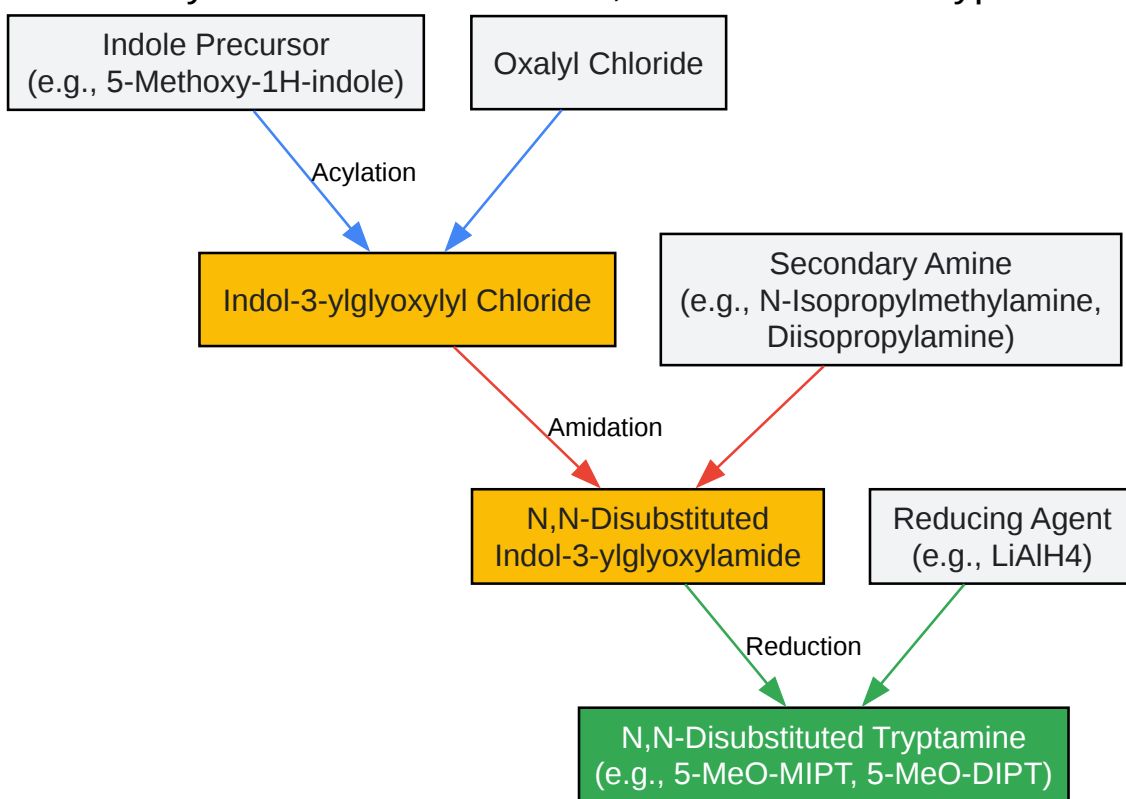 Indole Precursor
(e.g., 5-Methoxy-1H-indole)
Oxalyl Chloride
Acylation
Indol-3-ylglyoxylyl Chloride
Secondary Amine
(e.g., N-Isopropylmethylamine,
Diisopropylamine)
Amidation
N,N-Disubstituted
Indol-3-ylglyoxylamide
Reducing Agent
(e.g., LiAlH4)
Reduction
N,N-Disubstituted Tryptamine
(e.g., 5-MeO-MIPT, 5-MeO-DIPT)